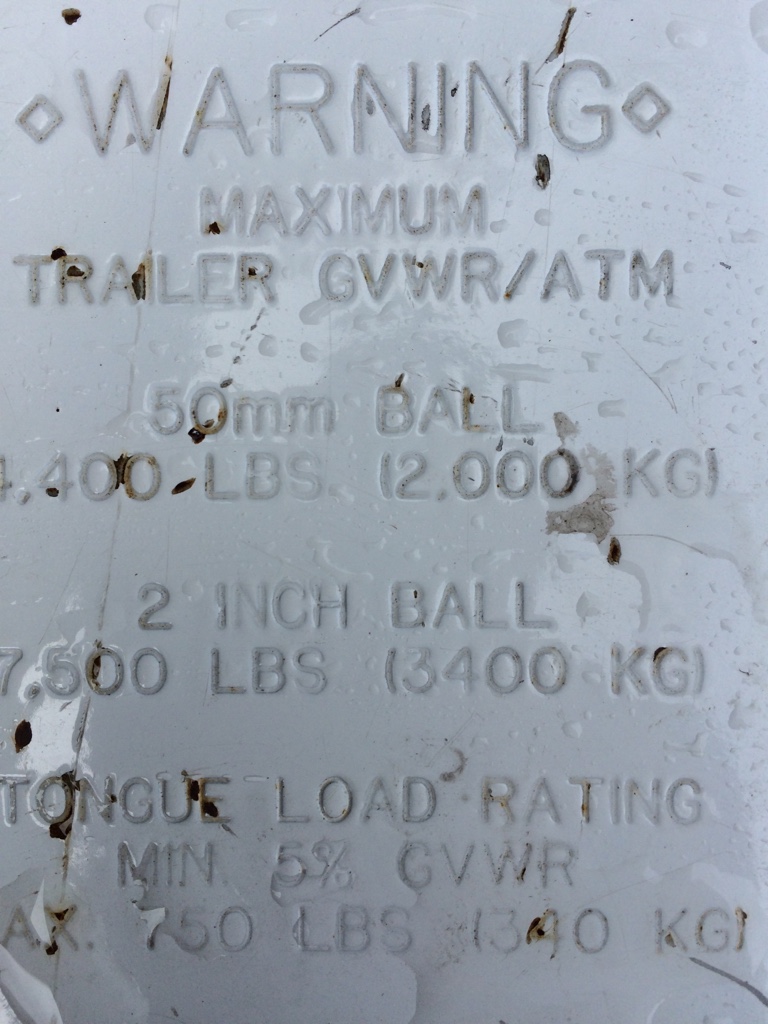 ◇ WARNING ◇
MAXIMUM
TRAILER GVWR/ATM
50mm BALL
4,400 LBS. (2,000 KG)
2 INCH BALL
7,500 LBS (3400 KG)
TONGUE LOAD RATING
MIN. 5% GVWR
AX. 750 LBS (340 KG)